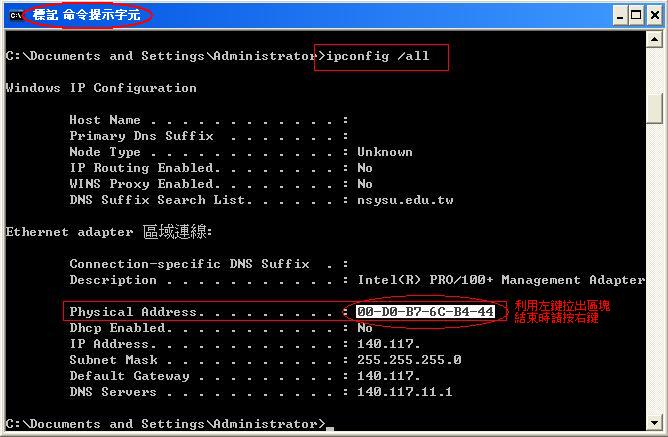 標記 命令提示字元
C:\Documents and Settings\Administrator>ipconfig /all
Windows IP Configuration
Host Name . . . . . . . . . . . . :
Primary Dns Suffix  . . . . . . . :
Node Type . . . . . . . . . . . . : Unknown
IP Routing Enabled. . . . . . . . : No
WINS Proxy Enabled. . . . . . . . : No
DNS Suffix Search List. . . . . . : nsysu.edu.tw
Ethernet adapter 區域連線:
Connection-specific DNS Suffix  . :
Description . . . . . . . . . . . : Intel(R) PRO/100+ Management Adapter
Physical Address. . . . . . . . . : 00-D0-B7-6C-B4-44
利用左鍵拉出區塊
結束時請按右鍵
Dhcp Enabled. . . . . . . . . . . : No
IP Address. . . . . . . . . . . . : 140.117.
Subnet Mask . . . . . . . . . . . : 255.255.255.0
Default Gateway . . . . . . . . . : 140.117.
DNS Servers . . . . . . . . . . . : 140.117.11.1
C:\Documents and Settings\Administrator>_